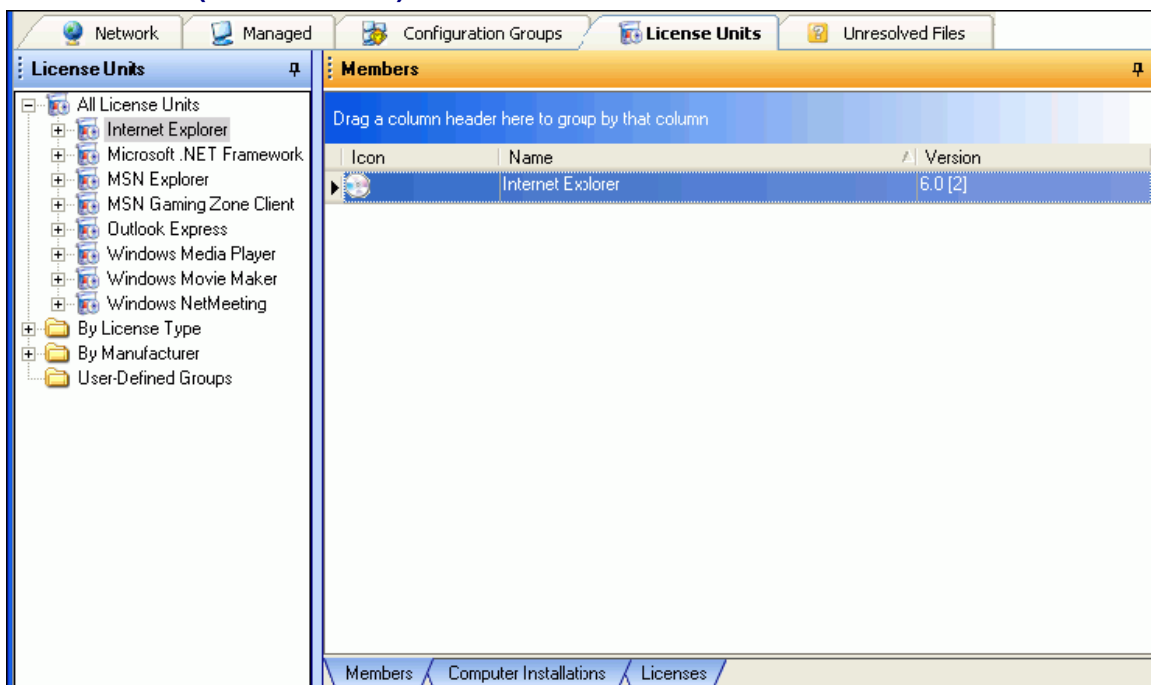 Network Managed Configuration Groups License Units Unresolved Files
License Units
Members
All License Units
Internet Explorer
Microsoft .NET Framework
MSN Explorer
MSN Gaming Zone Client
Outlook Express
Windows Media Player
Windows Movie Maker
Windows NetMeeting
By License Type
By Manufacturer
User-Defined Groups
Drag a column header here to group by that column
Icon Name Version
Internet Explorer 6.0 [2]
Members Computer Installations Licenses